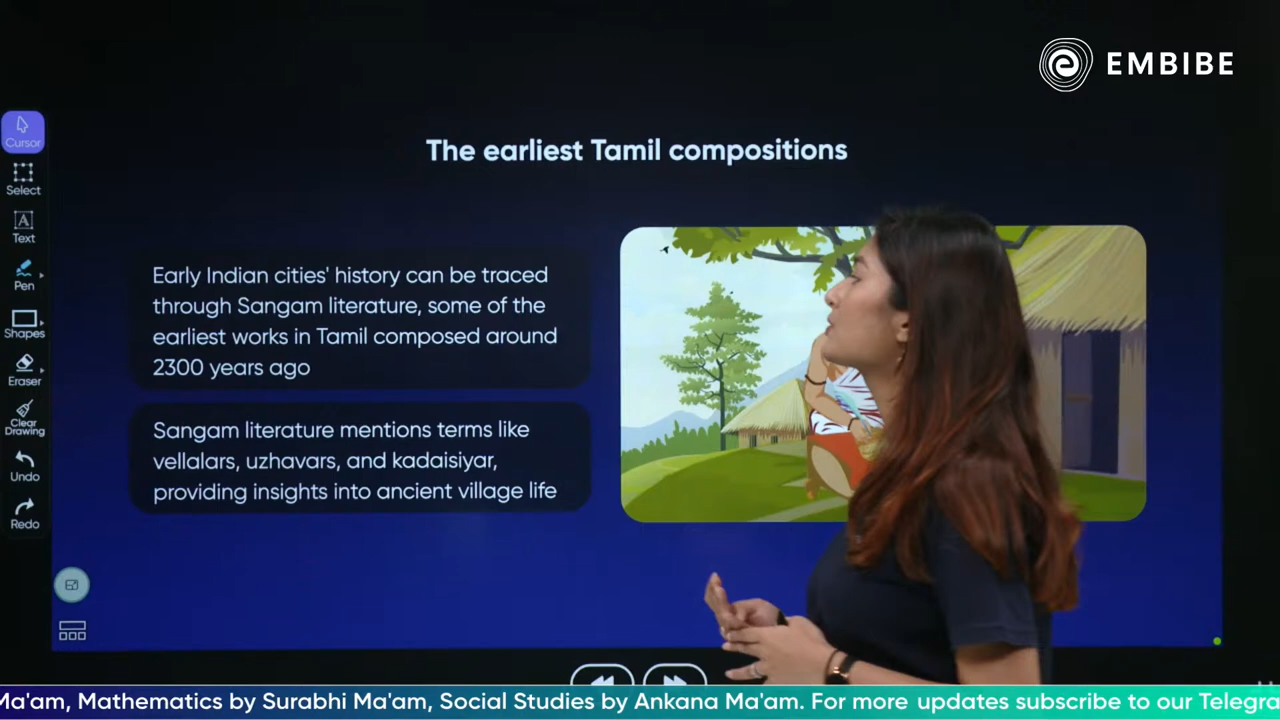 EMBIBE
The earliest Tamil compositions
Cursor
Select
Text
Pen
Shapes
Eraser
Clear
Drawing
Undo
Redo
Early Indian cities' history can be traced
through Sangam literature, some of the
earliest works in Tamil composed around
2300 years ago
Sangam literature mentions terms like
vellalars, uzhavars, and kadaisiyar,
providing insights into ancient village life
Ma'am, Mathematics by Surabhi Ma'am, Social Studies by Ankana Ma'am. For more updates subscribe to our Telegra